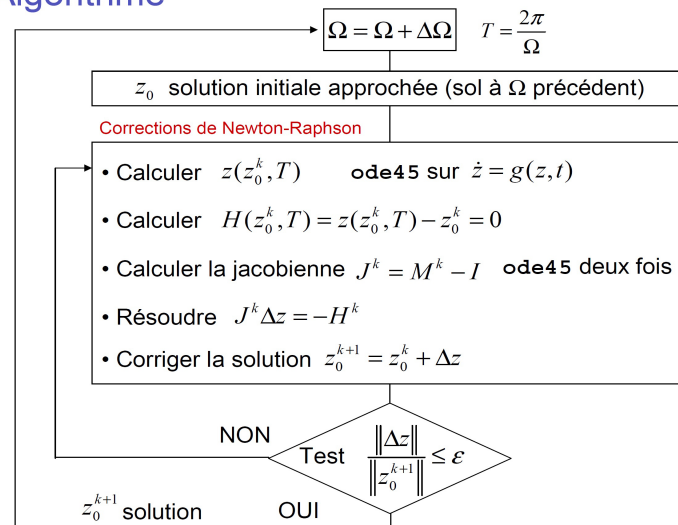 Algorithme
Ω = Ω + ΔΩ   T = 2π/Ω
z₀ solution initiale approchée (sol à Ω précédent)
Corrections de Newton-Raphson
• Calculer z(z₀ᵏ,T)   ode45 sur ż = g(z,t)
• Calculer H(z₀ᵏ,T) = z(z₀ᵏ,T) − z₀ᵏ = 0
• Calculer la jacobienne Jᵏ = Mᵏ − I   ode45 deux fois
• Résoudre JᵏΔz = −Hᵏ
• Corriger la solution z₀ᵏ⁺¹ = z₀ᵏ + Δz
NON
Test ‖Δz‖/‖z₀ᵏ⁺¹‖ ≤ ε
z₀ᵏ⁺¹ solution   OUI